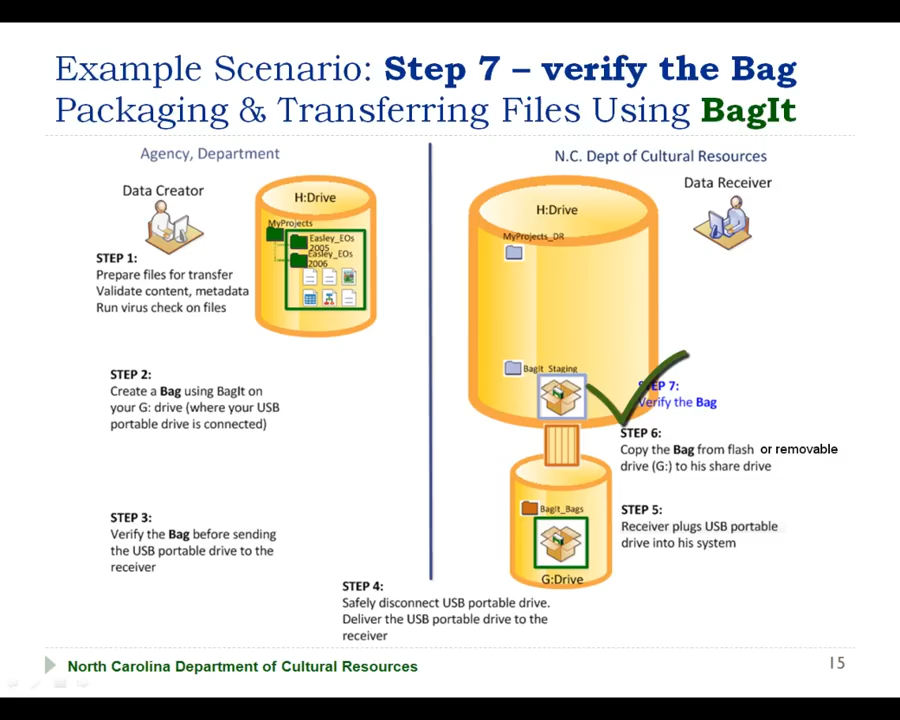 Example Scenario: Step 7 – verify the Bag
Packaging & Transferring Files Using BagIt
Agency, Department
Data Creator
H:Drive
MyProjects
Easley_EOs
2005
Easley_EOs
2006
STEP 1:
Prepare files for transfer
Validate content, metadata
Run virus check on files
STEP 2:
Create a Bag using BagIt on
your G: drive (where your USB
portable drive is connected)
STEP 3:
Verify the Bag before sending
the USB portable drive to the
receiver
STEP 4:
Safely disconnect USB portable drive.
Deliver the USB portable drive to the
receiver
N.C. Dept of Cultural Resources
Data Receiver
H:Drive
MyProjects_DR
BagIt_Staging
STEP 7:
Verify the Bag
STEP 6:
Copy the Bag from flash or removable
drive (G:) to his share drive
BagIt_Bags
G:Drive
STEP 5:
Receiver plugs USB portable
drive into his system
North Carolina Department of Cultural Resources
15